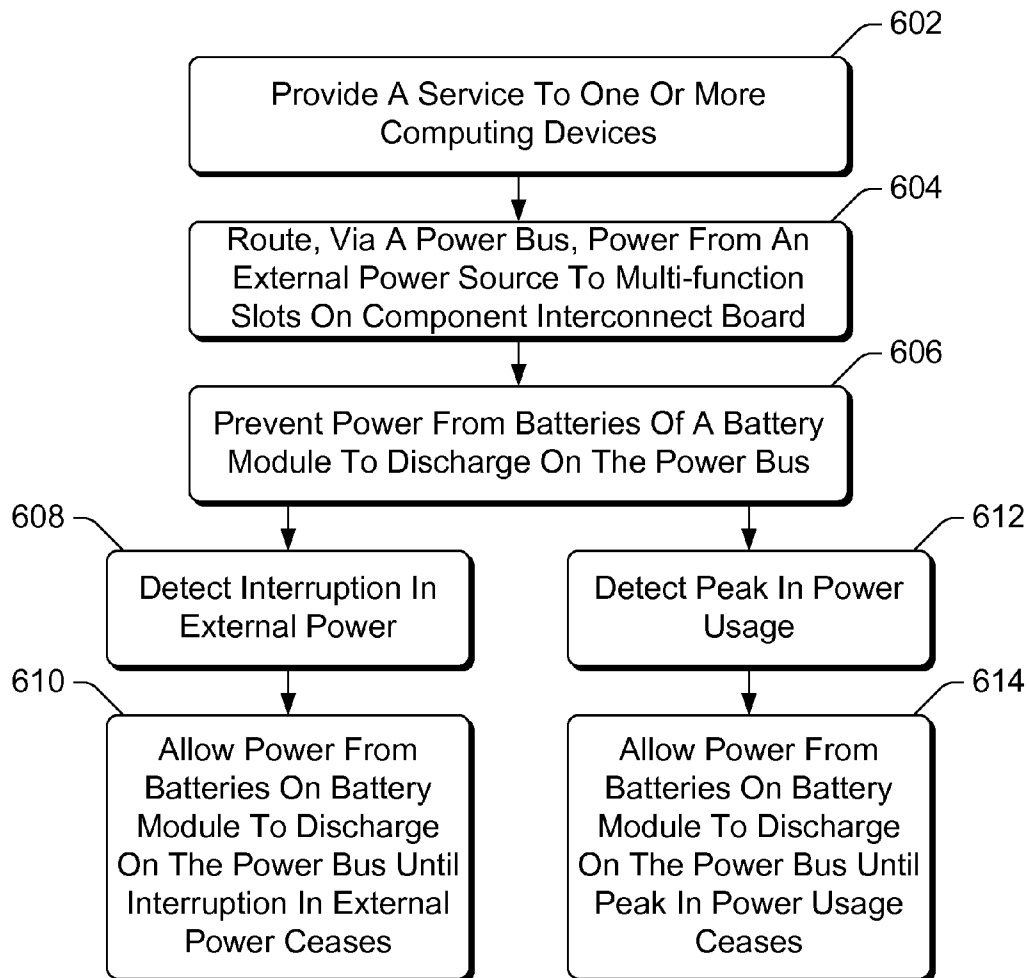 602
Provide A Service To One Or More
Computing Devices
604
Route, Via A Power Bus, Power From An
External Power Source To Multi-function
Slots On Component Interconnect Board
606
Prevent Power From Batteries Of A Battery
Module To Discharge On The Power Bus
608
Detect Interruption In
External Power
612
Detect Peak In Power
Usage
610
Allow Power From
Batteries On Battery
Module To Discharge
On The Power Bus Until
Interruption In External
Power Ceases
614
Allow Power From
Batteries On Battery
Module To Discharge
On The Power Bus Until
Peak In Power Usage
Ceases